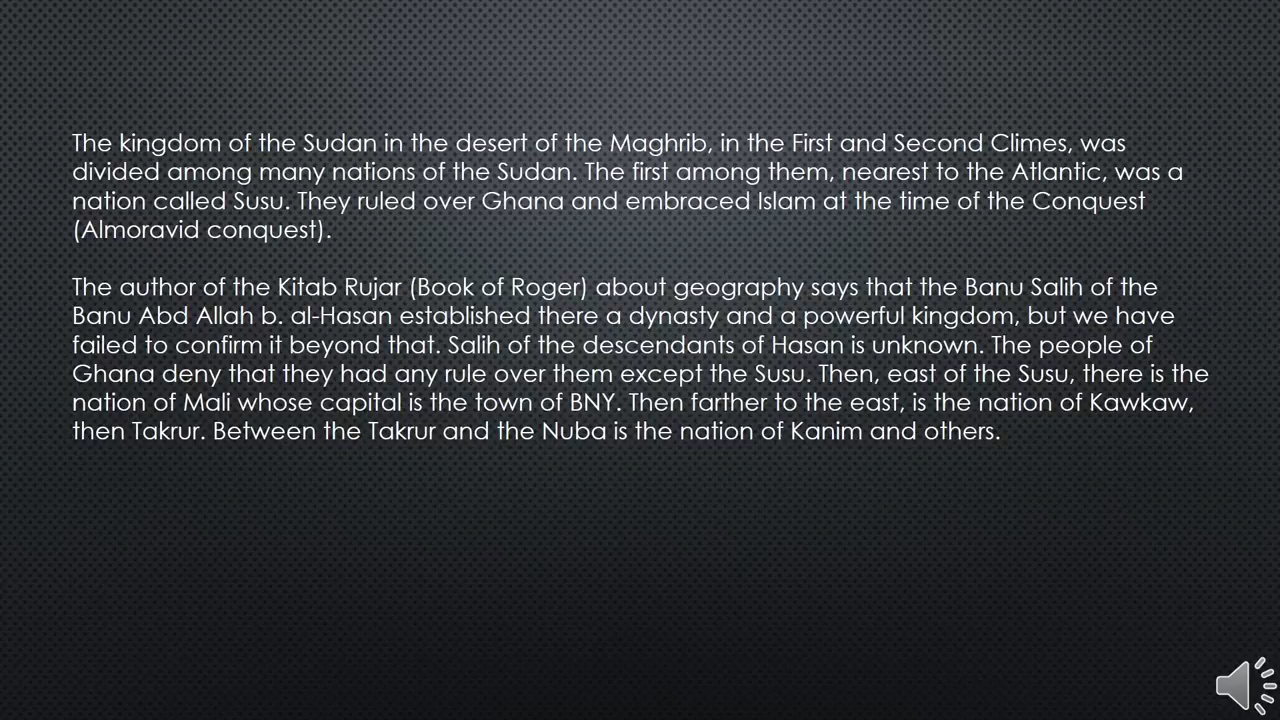 The kingdom of the Sudan in the desert of the Maghrib, in the First and Second Climes, was
divided among many nations of the Sudan. The first among them, nearest to the Atlantic, was a
nation called Susu. They ruled over Ghana and embraced Islam at the time of the Conquest
(Almoravid conquest).
The author of the Kitab Rujar (Book of Roger) about geography says that the Banu Salih of the
Banu Abd Allah b. al-Hasan established there a dynasty and a powerful kingdom, but we have
failed to confirm it beyond that. Salih of the descendants of Hasan is unknown. The people of
Ghana deny that they had any rule over them except the Susu. Then, east of the Susu, there is the
nation of Mali whose capital is the town of BNY. Then farther to the east, is the nation of Kawkaw,
then Takrur. Between the Takrur and the Nuba is the nation of Kanim and others.